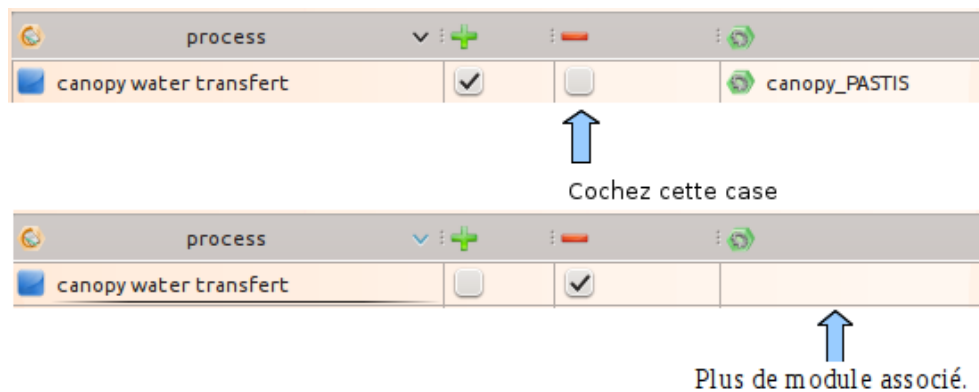 process
canopy water transfert canopy_PASTIS
Cochez cette case
process
canopy water transfert
Plus de module associé.